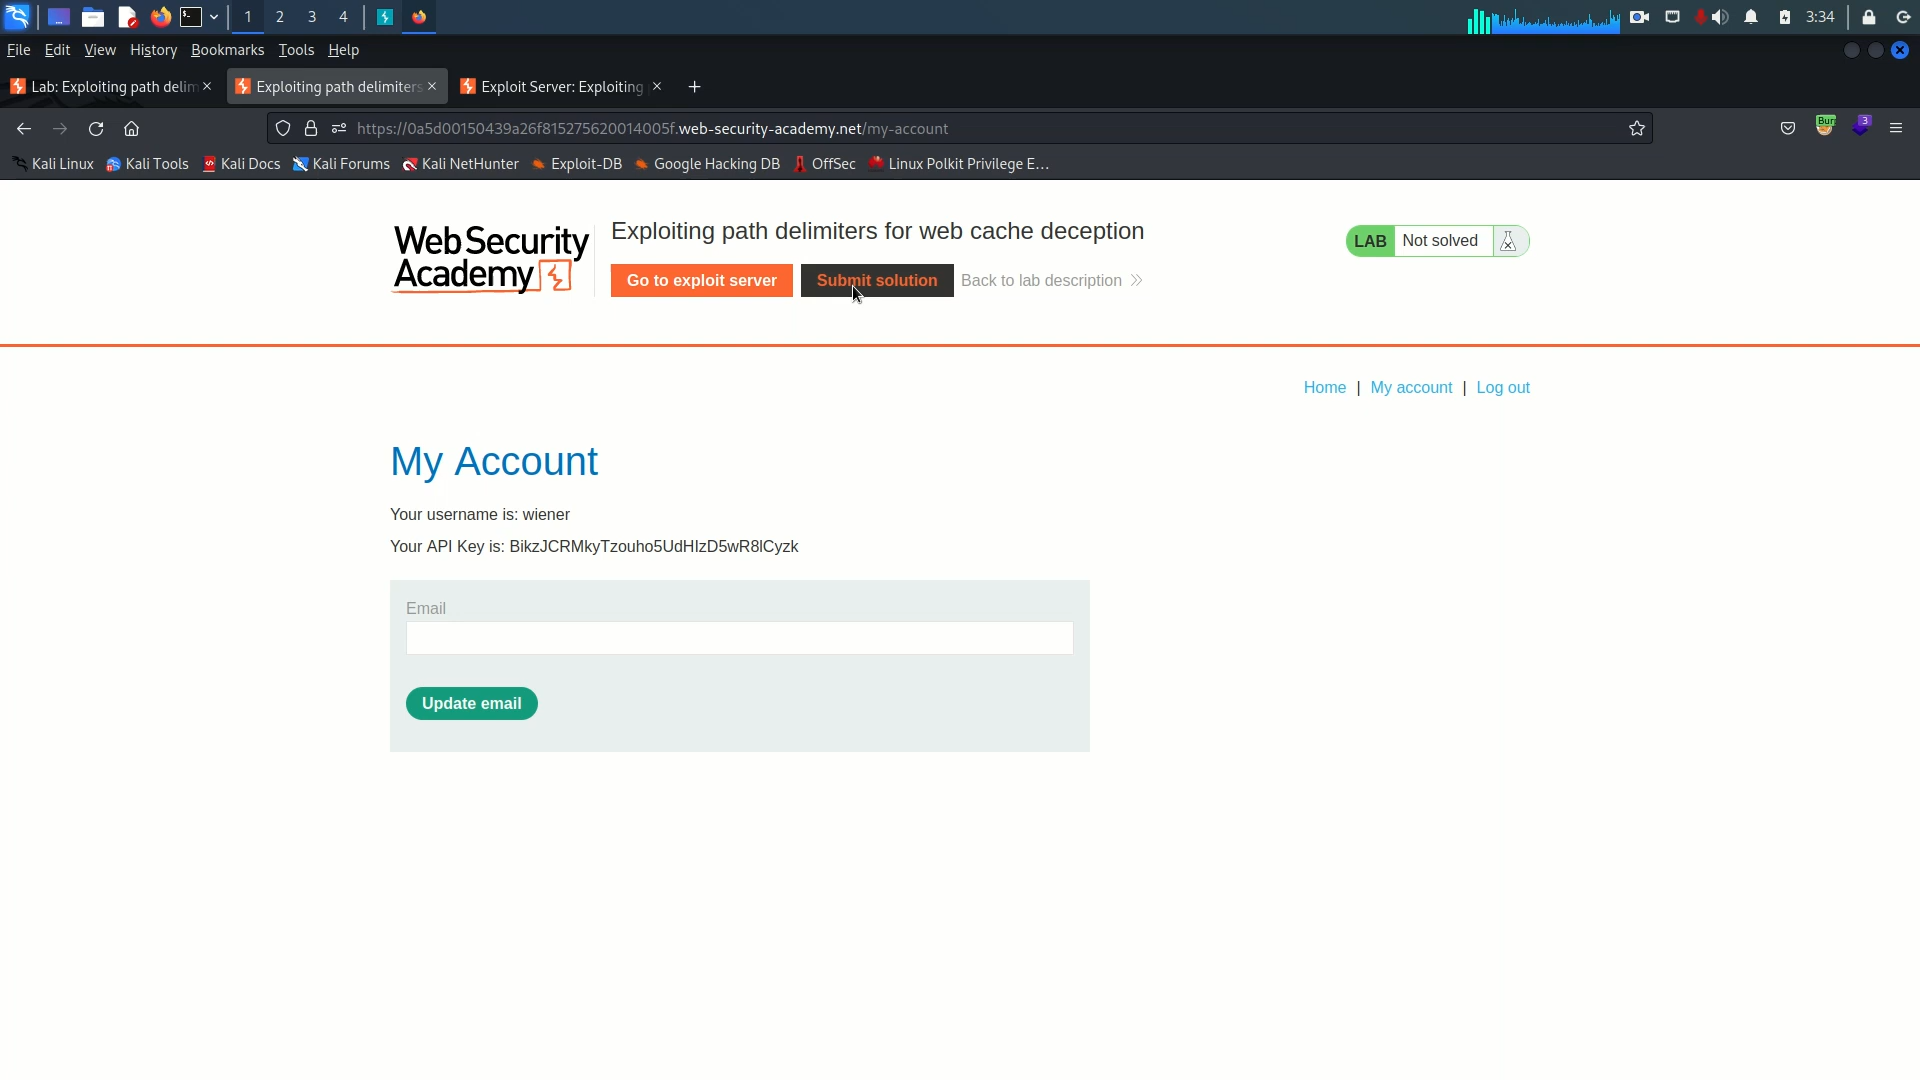 1 2 3 4 3:34
File Edit View History Bookmarks Tools Help
Lab: Exploiting path delim Exploiting path delimiters Exploit Server: Exploiting
https://0a5d00150439a26f815275620014005f.web-security-academy.net/my-account Bur 3
Kali Linux Kali Tools Kali Docs Kali Forums Kali NetHunter Exploit-DB Google Hacking DB OffSec Linux Polkit Privilege E...
Web Security
Academy
Exploiting path delimiters for web cache deception
LAB Not solved
Go to exploit server Submit solution Back to lab description
Home | My account | Log out
My Account
Your username is: wiener
Your API Key is: BikzJCRMkyTzouho5UdHIzD5wR8lCyzk
Email
Update email